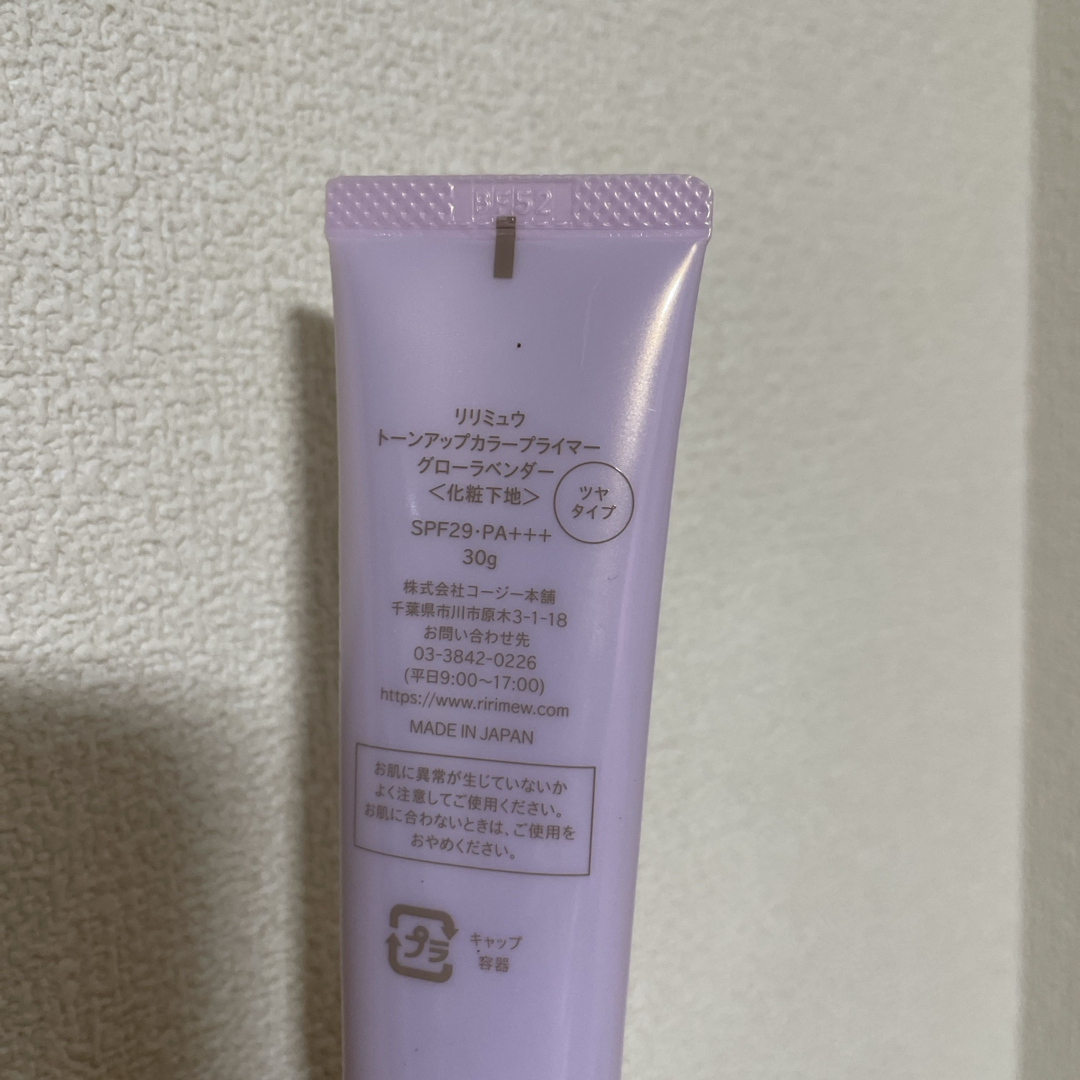 リリミュウ
トーンアップカラープライマー
グローラベンダー
<化粧下地>
ツヤ
タイプ
SPF29・PA+++
30g
株式会社コージー本舗
千葉県市川市原木3-1-18
お問い合わせ先
03-3842-0226
(平日9:00～17:00)
https://www.ririmew.com
MADE IN JAPAN
お肌に異常が生じていないか
よく注意してご使用ください。
お肌に合わないときは、ご使用を
おやめください。
プラ
キャップ
容器